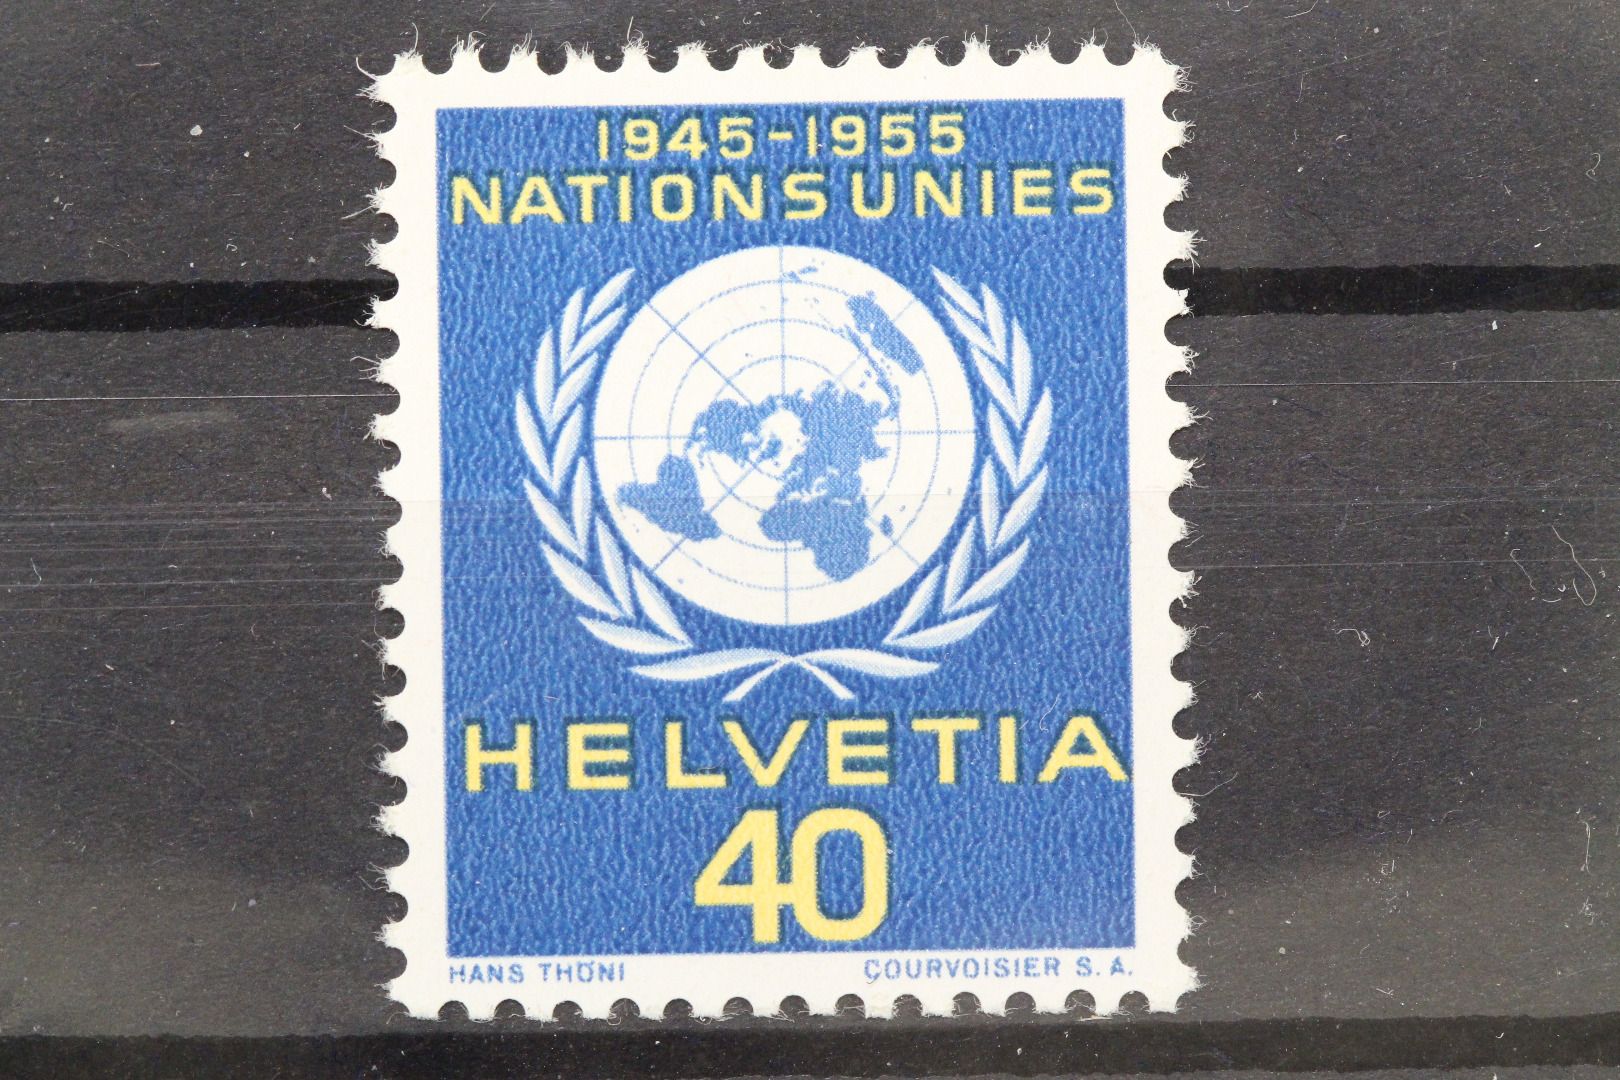 1945-1955
NATIONS UNIES
HELVETIA
40
HANS THÖNI COURVOISIER S.A.